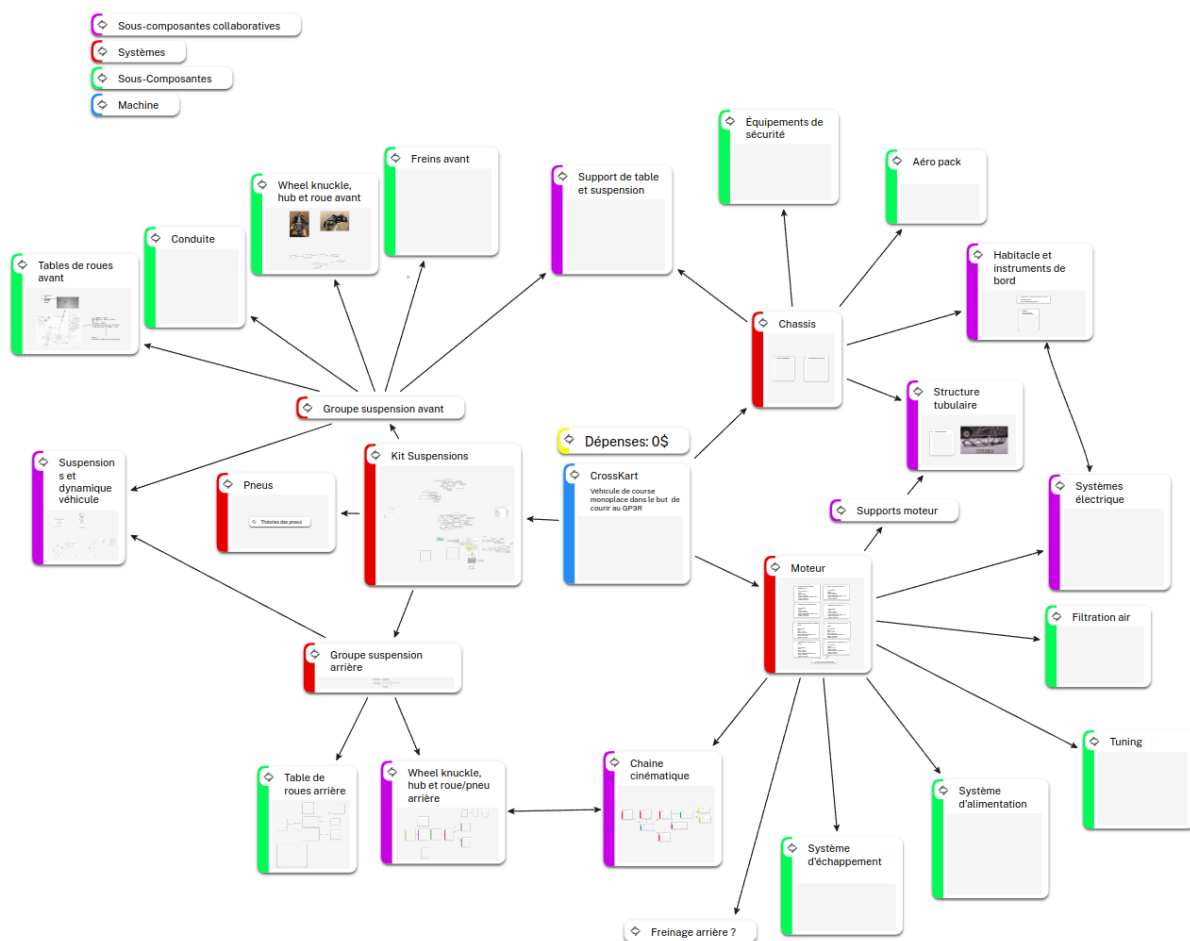 Sous-composantes collaboratives
Systèmes
Sous-Composantes
Machine
Équipements de
sécurité
Aéro pack
Freins avant
Wheel knuckle,
hub et roue avant
Support de table
et suspension
Conduite
Tables de roues
avant
Habitacle et
instruments de
bord
Chassis
Structure
tubulaire
Groupe suspension avant
Dépenses: 0$
Kit Suspensions
CrossKart
Véhicule de course
monoplace dans le but de
courir au GP3R
Suspension
s et
dynamique
véhicule
Pneus
Théories des pneus
Systèmes
électrique
Supports moteur
Moteur
Filtration air
Groupe suspension
arrière
Tuning
Table de
roues arrière
Wheel knuckle,
hub et roue/pneu
arrière
Chaine
cinématique
Système
d'alimentation
Système
d'échappement
Freinage arrière ?